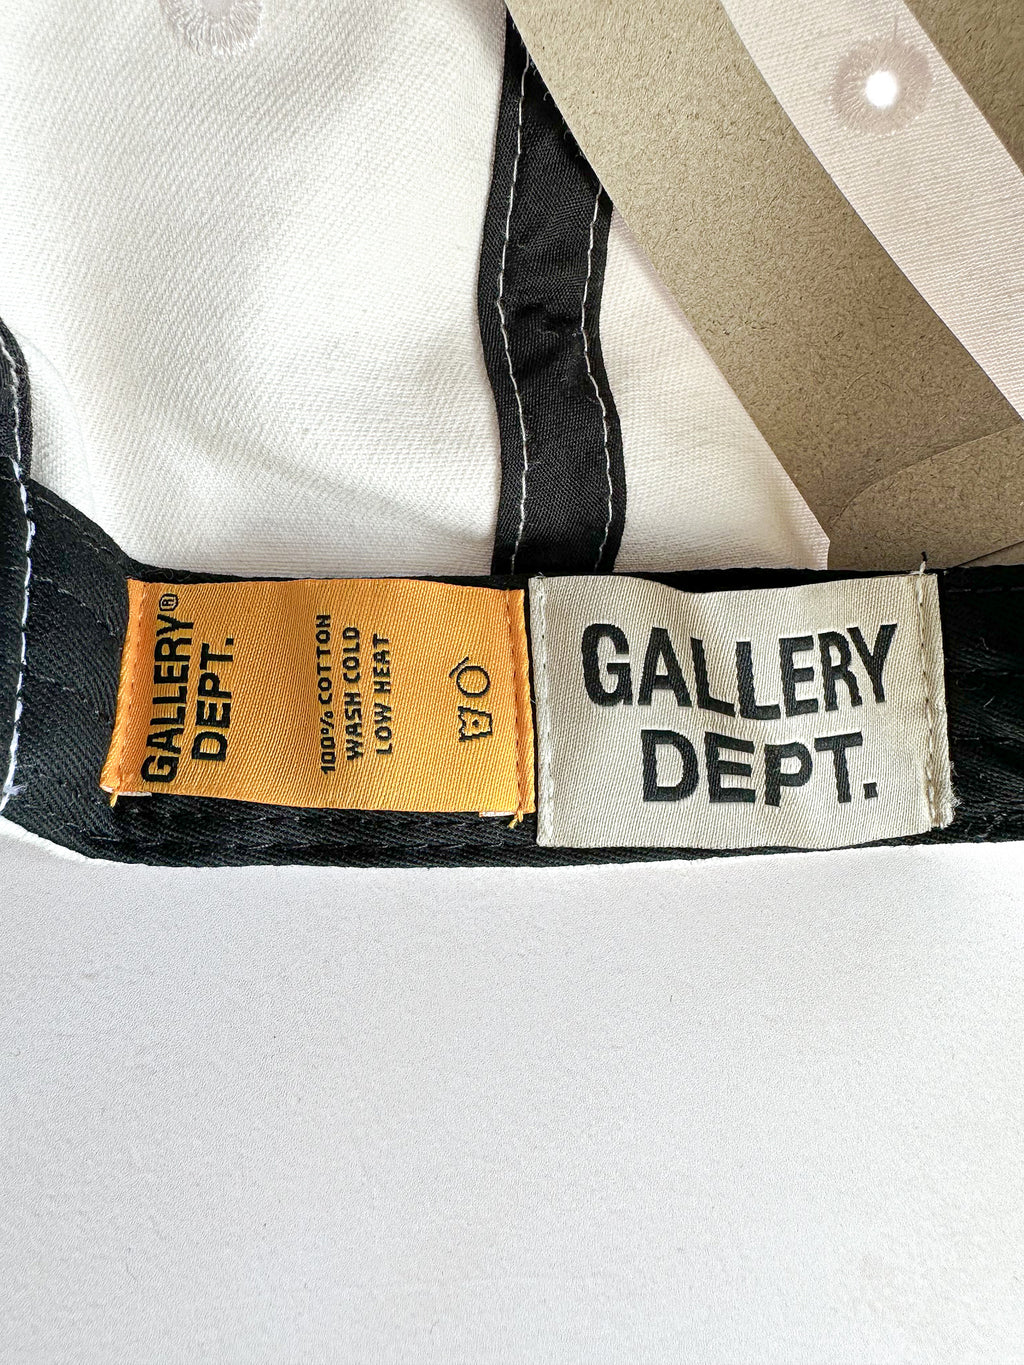 GALLERY®
DEPT.
100% COTTON
WASH COLD
LOW HEAT
GALLERY
DEPT.